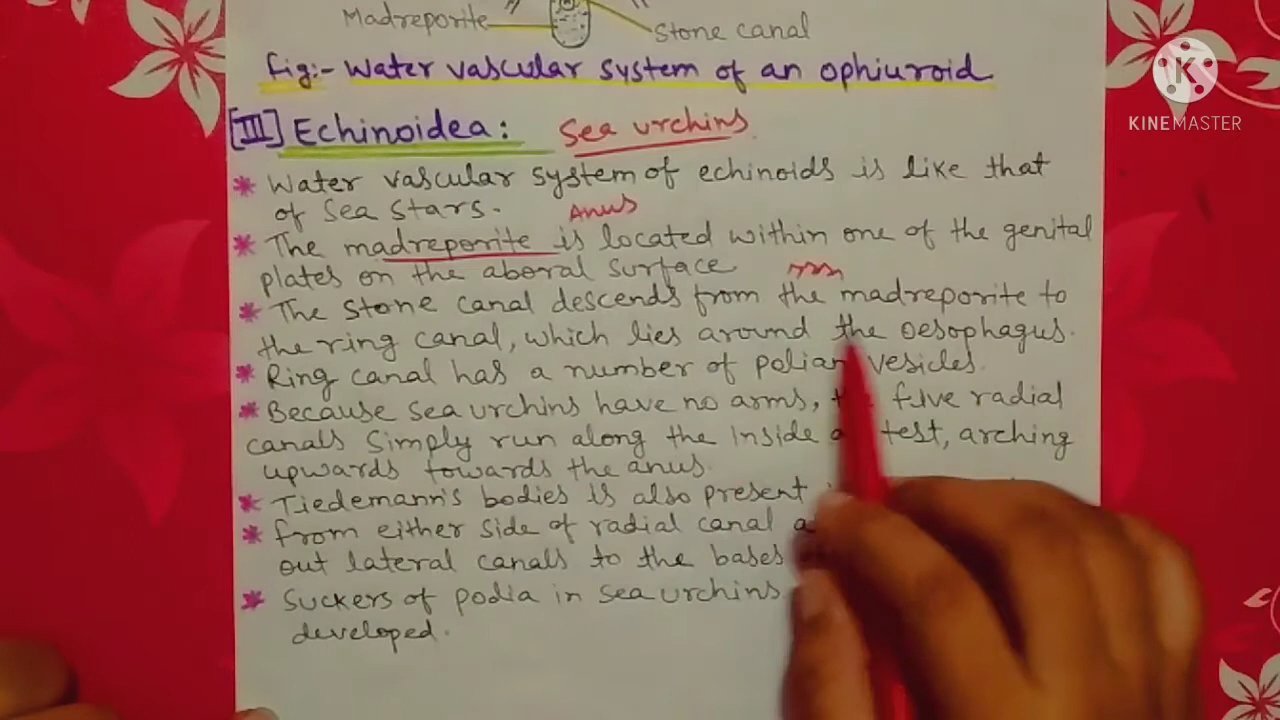 Madreporite
Stone canal
Fig:- Water vascular system of an ophiuroid
KINEMASTER
[III] Echinoidea: Sea urchins
* Water vascular system of echinoids is like that
of Sea stars. Anus
* The madreporite is located within one of the genital
plates on the aboral surface
* The stone canal descends from the madreporite to
the ring canal, which lies around the oesophagus.
* Ring canal has a number of polian vesicles.
* Because sea urchins have no arms, five radial
canals simply run along the inside test, arching
upwards towards the anus.
* Tiedemann's bodies is also present
* From either side of radial canal
out lateral canals to the bases
* Suckers of podia in sea urchins
developed.